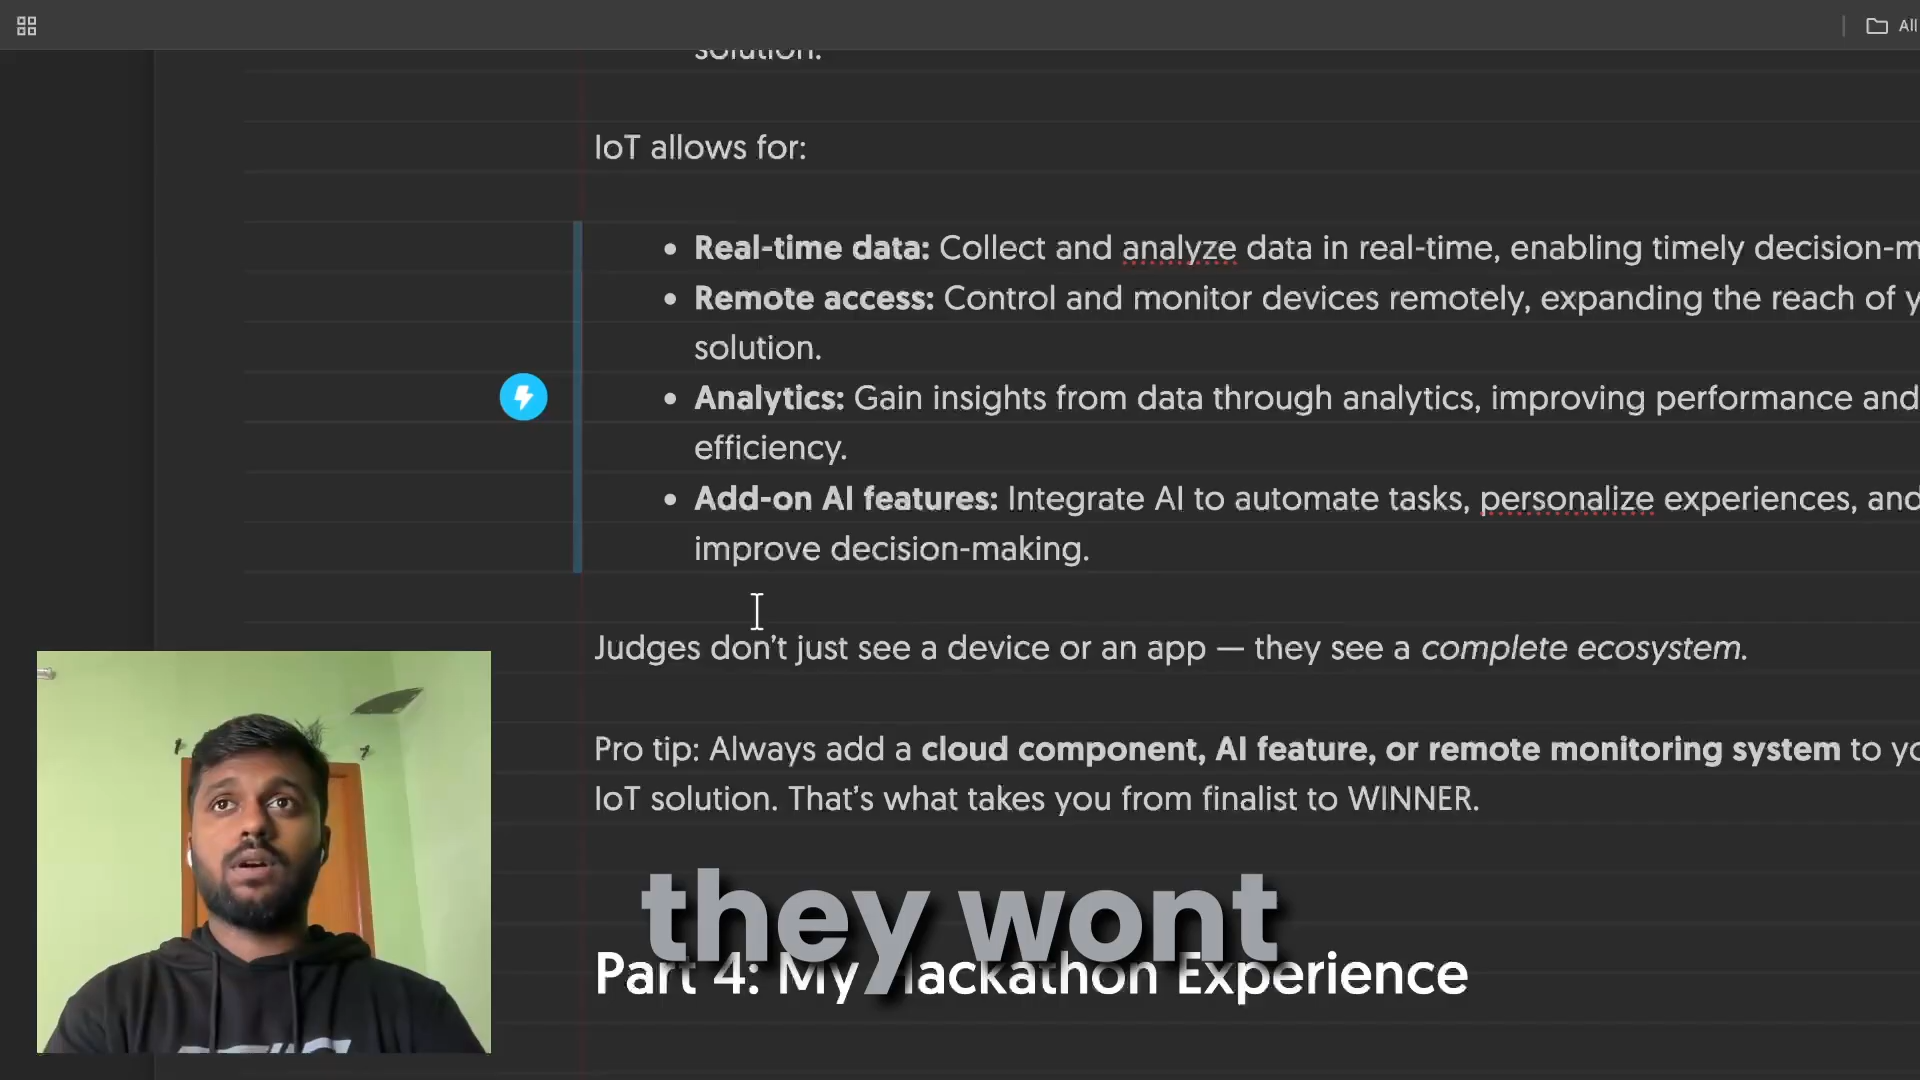 All
solution.
IoT allows for:
• Real-time data: Collect and analyze data in real-time, enabling timely decision-m
• Remote access: Control and monitor devices remotely, expanding the reach of y
solution.
• Analytics: Gain insights from data through analytics, improving performance and
efficiency.
• Add-on AI features: Integrate AI to automate tasks, personalize experiences, and
improve decision-making.
Judges don’t just see a device or an app — they see a complete ecosystem.
Pro tip: Always add a cloud component, AI feature, or remote monitoring system to yo
IoT solution. That’s what takes you from finalist to WINNER.
they wont
Part 4: My Hackathon Experience